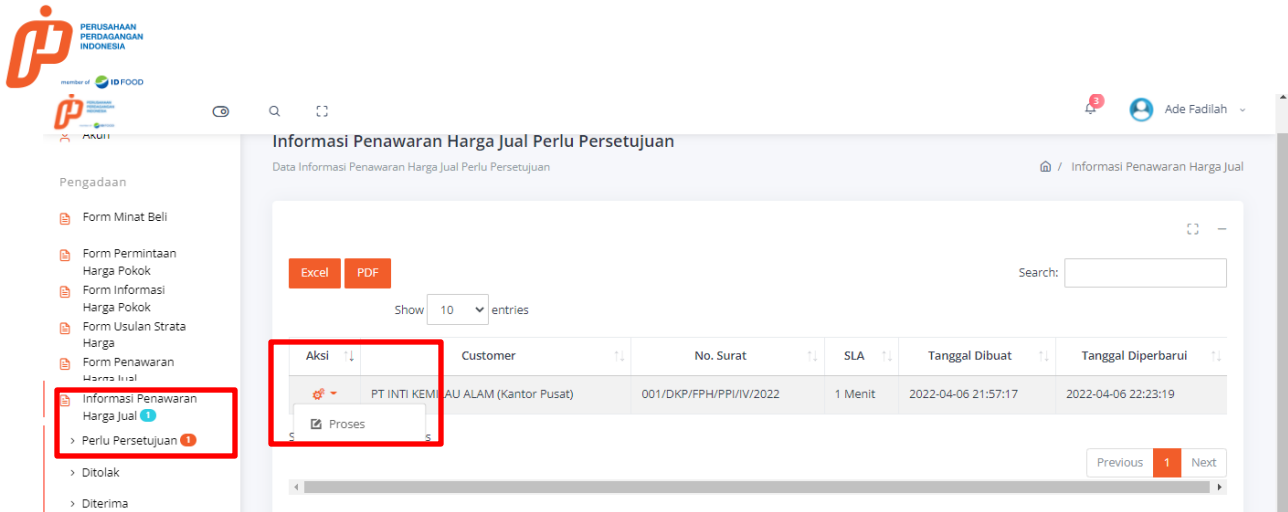 PERUSAHAAN
PERDAGANGAN
INDONESIA
member of ID FOOD
3
Ade Fadilah
Akun
Informasi Penawaran Harga Jual Perlu Persetujuan
Data Informasi Penawaran Harga Jual Perlu Persetujuan
/ Informasi Penawaran Harga Jual
Pengadaan
Form Minat Beli
Form Permintaan
Harga Pokok
Form Informasi
Harga Pokok
Form Usulan Strata
Harga
Form Penawaran
Harga Jual
Informasi Penawaran
Harga Jual 1
> Perlu Persetujuan 1
> Ditolak
> Diterima
Excel PDF
Search:
Show 10 entries
Aksi Customer No. Surat SLA Tanggal Dibuat Tanggal Diperbarui
PT INTI KEMILAU ALAM (Kantor Pusat) 001/DKP/FPH/PPI/IV/2022 1 Menit 2022-04-06 21:57:17 2022-04-06 22:23:19
Proses
Previous 1 Next